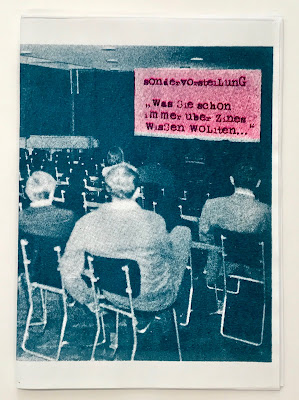 sondervorstellunG
„Was Sie schon
immer über Zines
Wissen WOllten..."